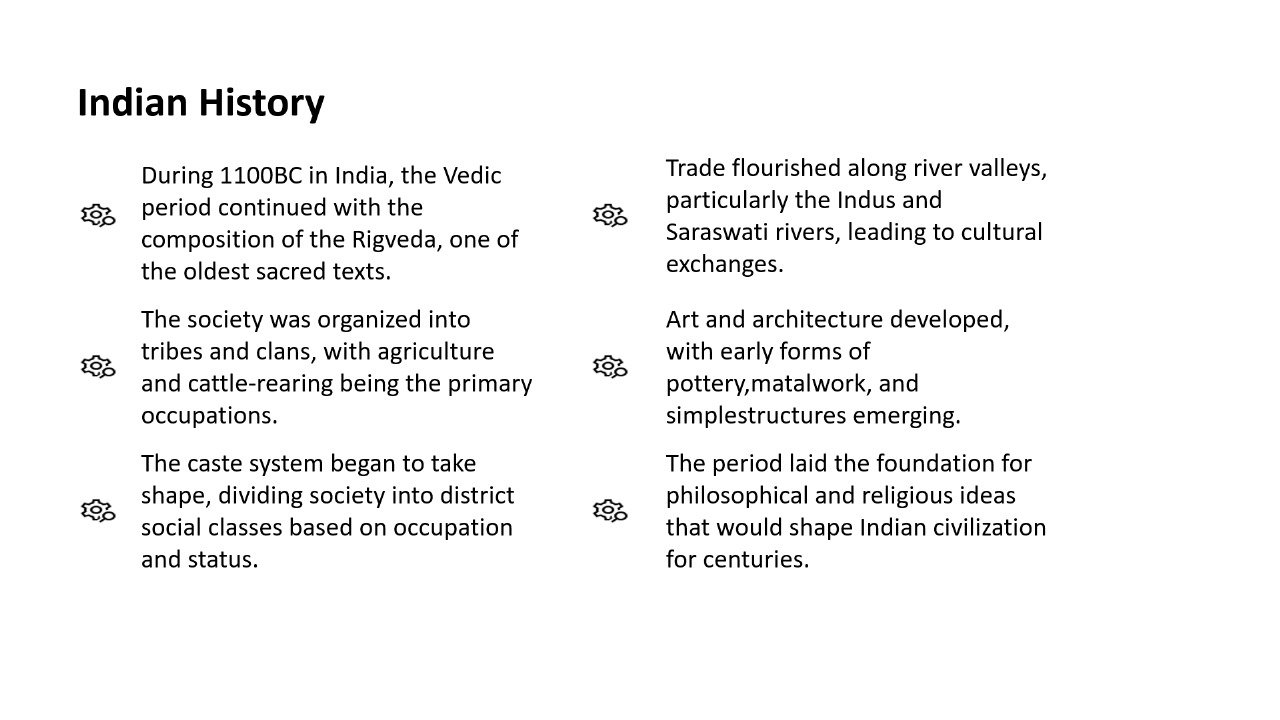 Indian History
During 1100BC in India, the Vedic
period continued with the
composition of the Rigveda, one of
the oldest sacred texts.
The society was organized into
tribes and clans, with agriculture
and cattle-rearing being the primary
occupations.
The caste system began to take
shape, dividing society into district
social classes based on occupation
and status.
Trade flourished along river valleys,
particularly the Indus and
Saraswati rivers, leading to cultural
exchanges.
Art and architecture developed,
with early forms of
pottery,matalwork, and
simplestructures emerging.
The period laid the foundation for
philosophical and religious ideas
that would shape Indian civilization
for centuries.